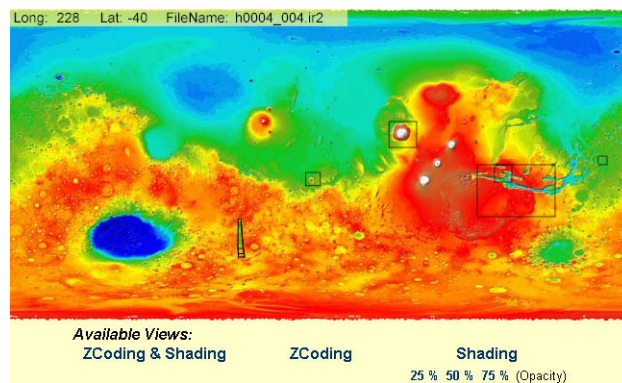 Long: 228 Lat: -40 FileName: h0004_004.ir2
Available Views:
ZCoding & Shading ZCoding Shading
25 % 50 % 75 % (Opacity)